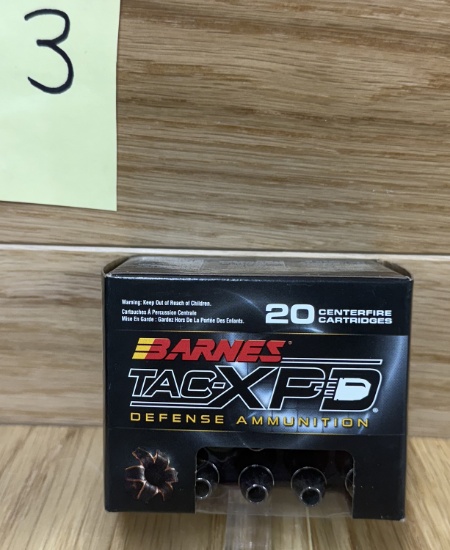 3
Warning: Keep Out of Reach of Children.
Cartouches À Percussion Centrale
Mise En Garde : Gardez Hors De La Portée Des Enfants.
20 CENTERFIRE
CARTRIDGES
BARNES
TAC-XPD®
DEFENSE AMMUNITION